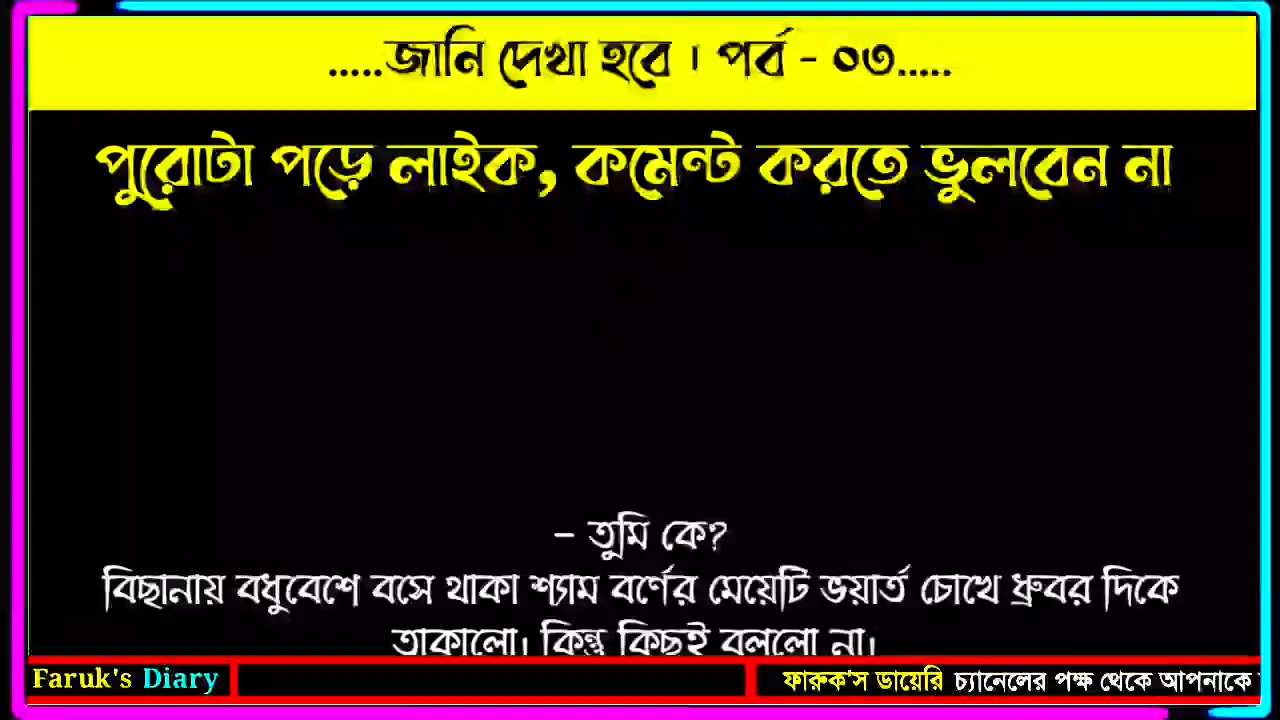 .....জানি দেখা হবে । পর্ব - ০৩.....
পুরোটা পড়ে লাইক, কমেন্ট করতে ভুলবেন না
– তুমি কে?
বিছানায় বধুবেশে বসে থাকা শ্যাম বর্ণের মেয়েটি ভয়ার্ত চোখে ধ্রুবর দিকে
তাকালো। কিন্তু কিছুই বললো না।
Faruk's Diary
ফারুক'স ডায়েরি চ্যানেলের পক্ষ থেকে আপনাকে